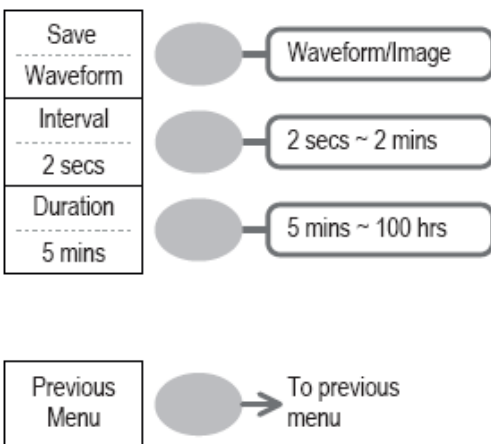 Save
Waveform
Waveform/Image
Interval
2 secs
2 secs ~ 2 mins
Duration
5 mins
5 mins ~ 100 hrs
Previous
Menu
To previous
menu